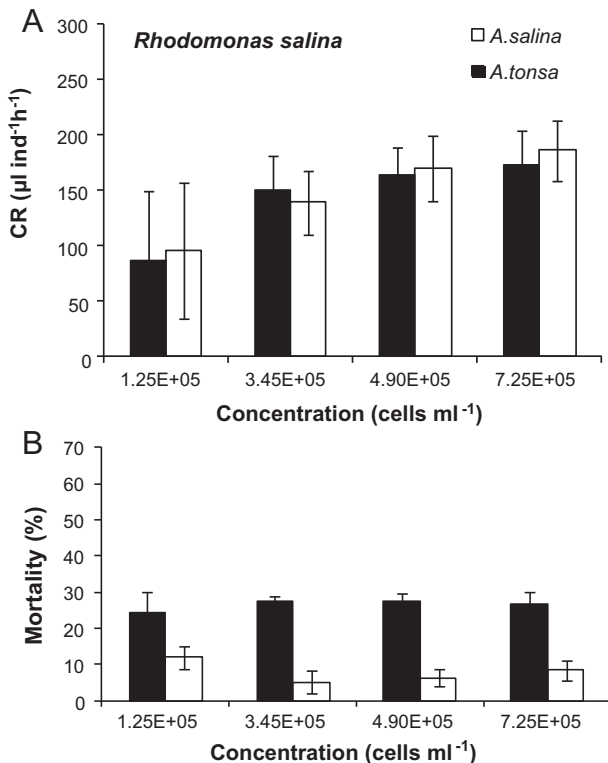 A
Rhodomonas salina
A.salina
A.tonsa
CR (µl ind⁻¹h⁻¹)
300
250
200
150
100
50
0
1.25E+05 3.45E+05 4.90E+05 7.25E+05
Concentration (cells ml⁻¹)
B
Mortality (%)
70
60
50
40
30
20
10
0
1.25E+05 3.45E+05 4.90E+05 7.25E+05
Concentration (cells ml⁻¹)